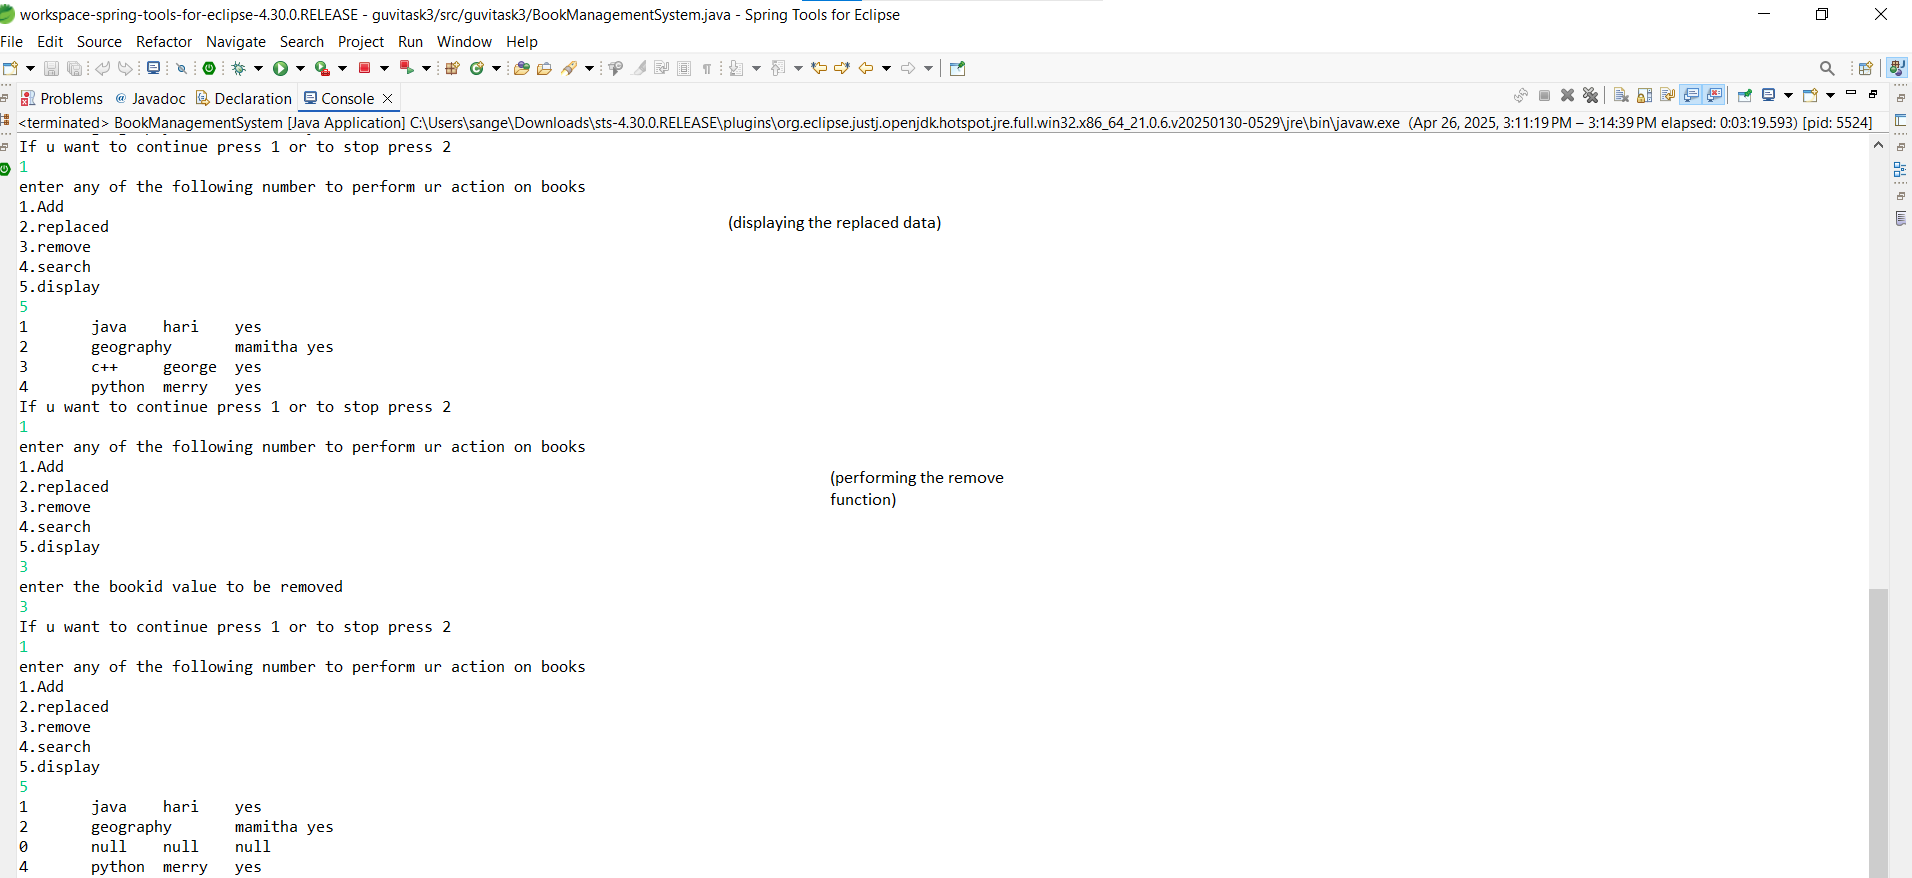 workspace-spring-tools-for-eclipse-4.30.0.RELEASE - guvitask3/src/guvitask3/BookManagementSystem.java - Spring Tools for Eclipse
File Edit Source Refactor Navigate Search Project Run Window Help
Problems @ Javadoc Declaration Console
<terminated> BookManagementSystem [Java Application] C:\Users\sange\Downloads\sts-4.30.0.RELEASE\plugins\org.eclipse.justj.openjdk.hotspot.jre.full.win32.x86_64_21.0.6.v20250130-0529\jre\bin\javaw.exe (Apr 26, 2025, 3:11:19 PM – 3:14:39 PM elapsed: 0:03:19.593) [pid: 5524]
If u want to continue press 1 or to stop press 2
1
enter any of the following number to perform ur action on books
1.Add
2.replaced
(displaying the replaced data)
3.remove
4.search
5.display
5
1 java hari yes
2 geography mamitha yes
3 c++ george yes
4 python merry yes
If u want to continue press 1 or to stop press 2
1
enter any of the following number to perform ur action on books
1.Add
2.replaced
(performing the remove
function)
3.remove
4.search
5.display
3
enter the bookid value to be removed
3
If u want to continue press 1 or to stop press 2
1
enter any of the following number to perform ur action on books
1.Add
2.replaced
3.remove
4.search
5.display
5
1 java hari yes
2 geography mamitha yes
0 null null null
4 python merry yes